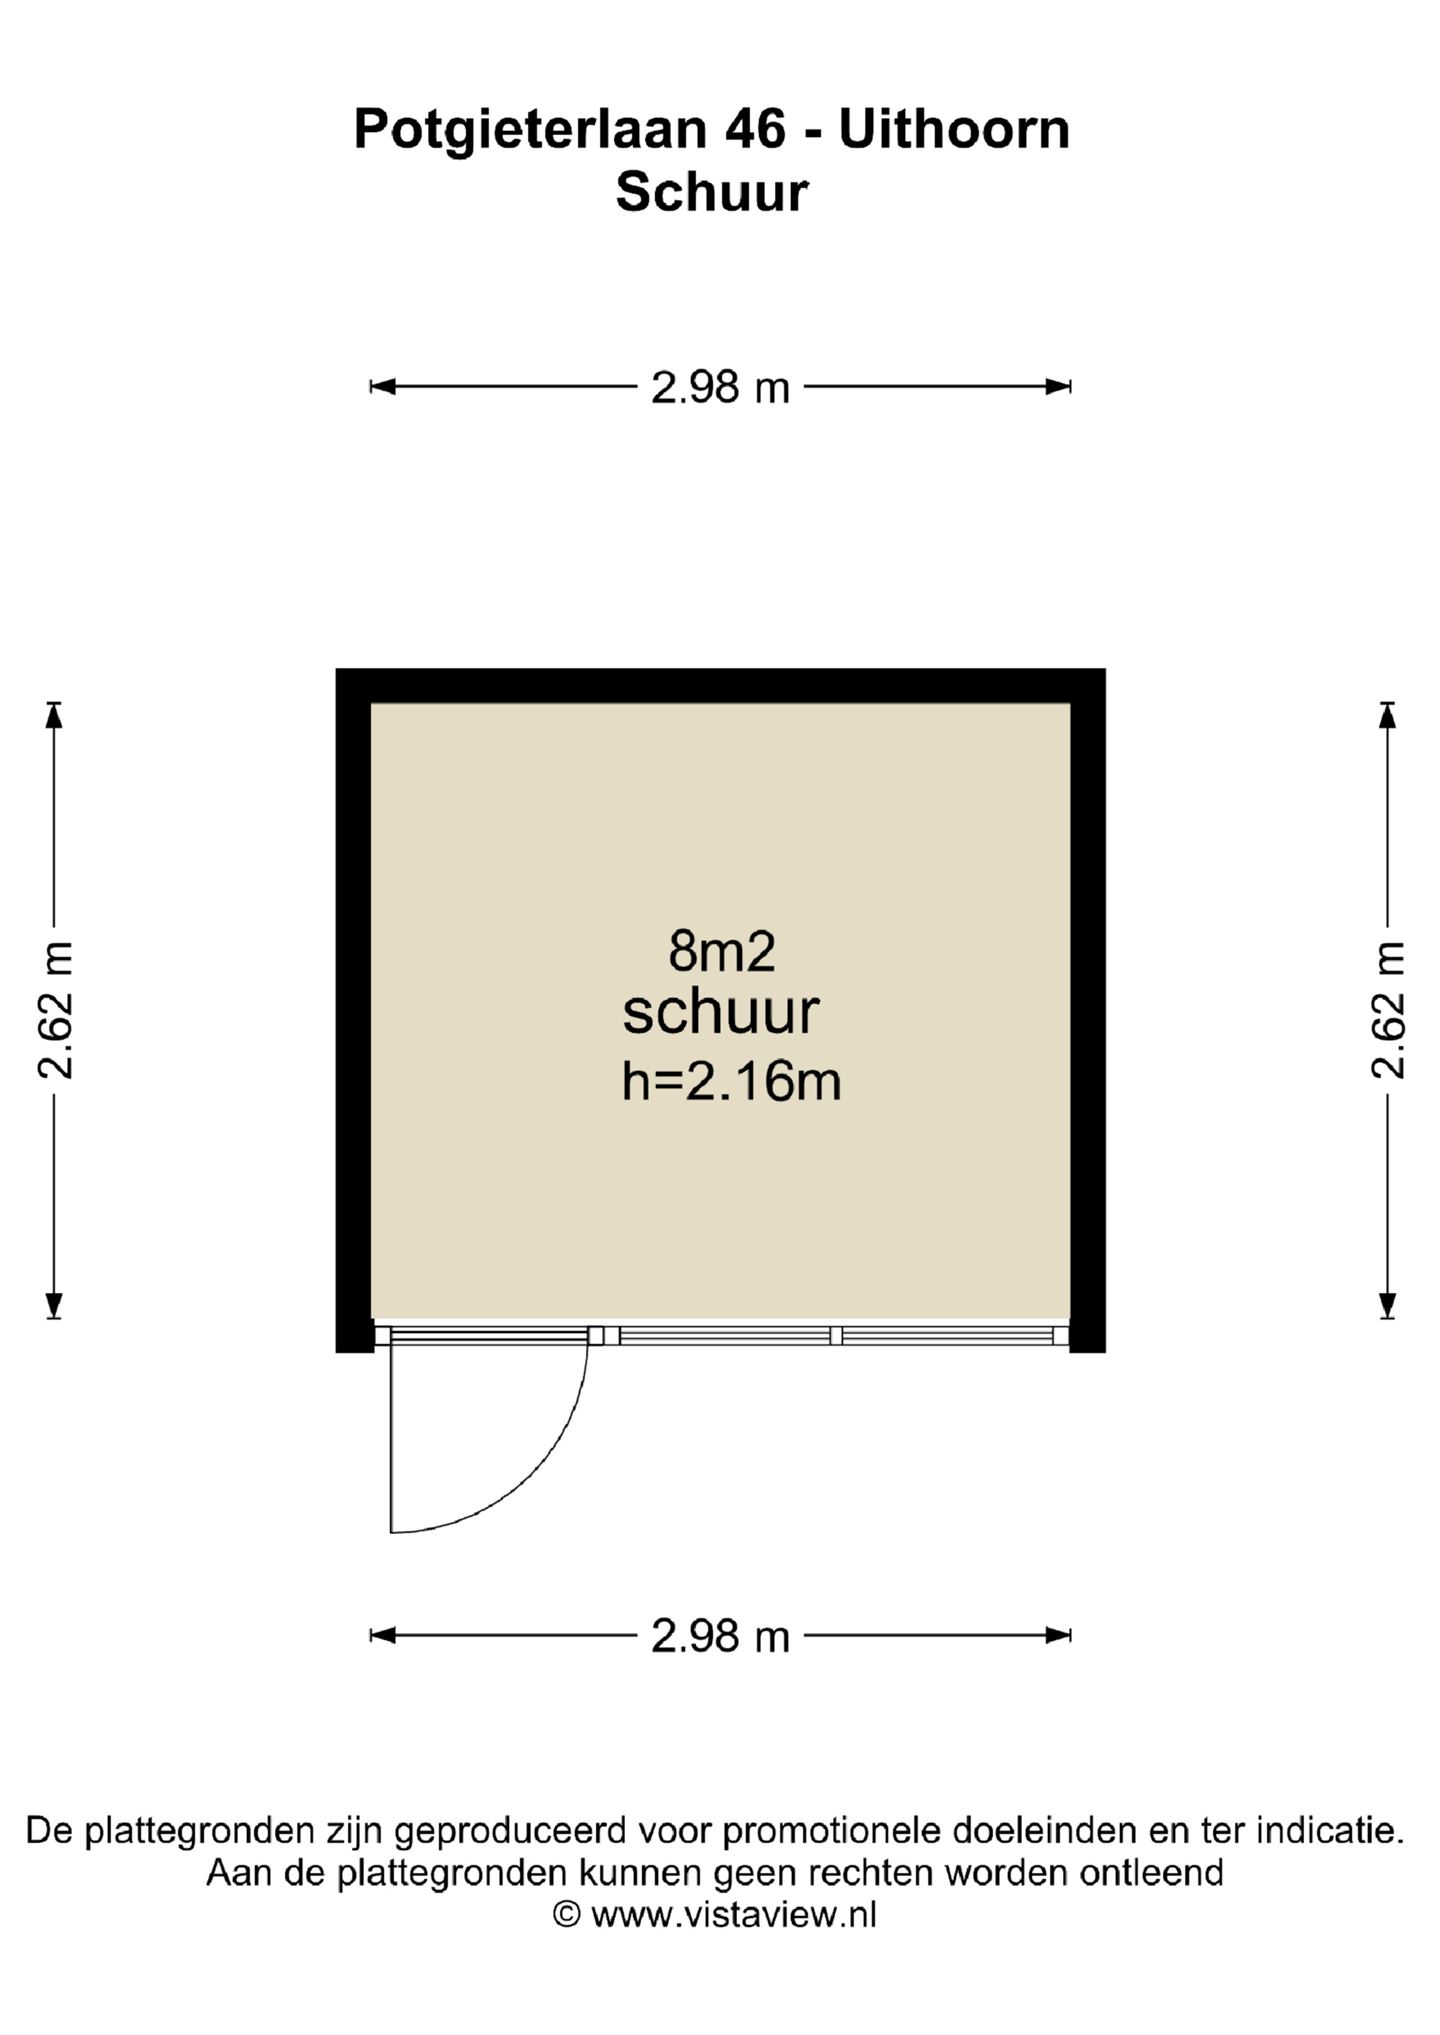 Potgieterlaan 46 - Uithoorn
Schuur
2.98 m
2.62 m
2.62 m
8m2
schuur
h=2.16m
2.98 m
De plattegronden zijn geproduceerd voor promotionele doeleinden en ter indicatie.
Aan de plattegronden kunnen geen rechten worden ontleend
© www.vistaview.nl